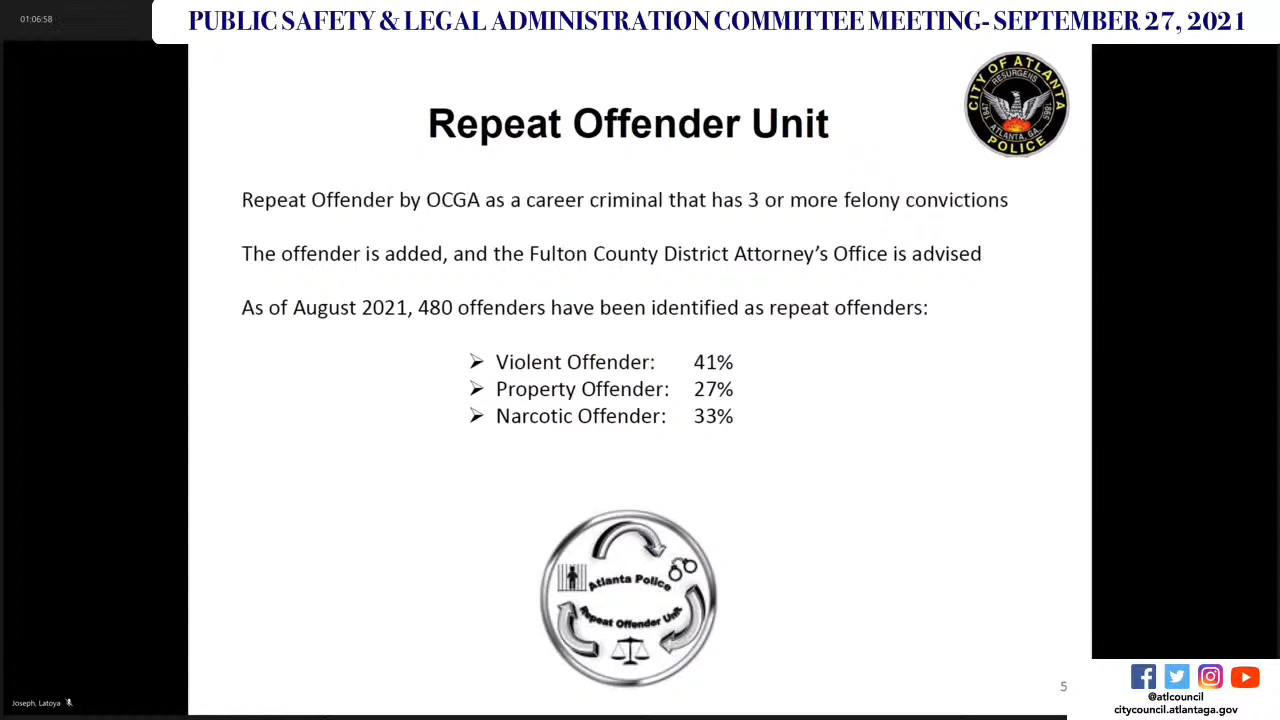 01:06:58
PUBLIC SAFETY & LEGAL ADMINISTRATION COMMITTEE MEETING- SEPTEMBER 27, 2021
CITY OF ATLANTA
RESURGENS
1847
1865
ATLANTA, GA.
POLICE
Repeat Offender Unit
Repeat Offender by OCGA as a career criminal that has 3 or more felony convictions
The offender is added, and the Fulton County District Attorney’s Office is advised
As of August 2021, 480 offenders have been identified as repeat offenders:
➢ Violent Offender: 41%
➢ Property Offender: 27%
➢ Narcotic Offender: 33%
Atlanta Police
Repeat Offender Unit
5
Joseph, Latoya
@atlcouncil
citycouncil.atlantaga.gov